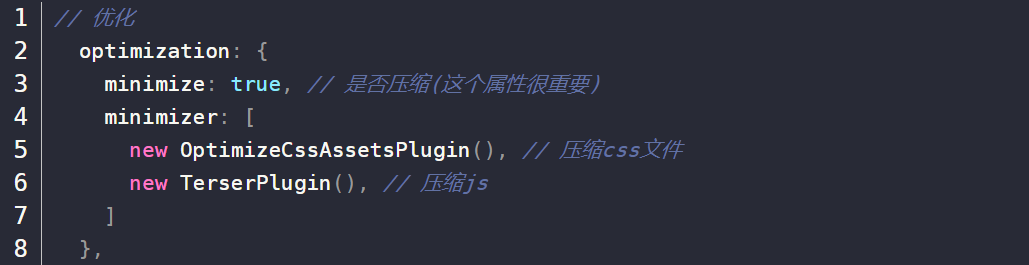 1 // 优化
2 optimization: {
3 minimize: true, // 是否压缩(这个属性很重要)
4 minimizer: [
5 new OptimizeCssAssetsPlugin(), // 压缩css文件
6 new TerserPlugin(), // 压缩js
7 ]
8 },